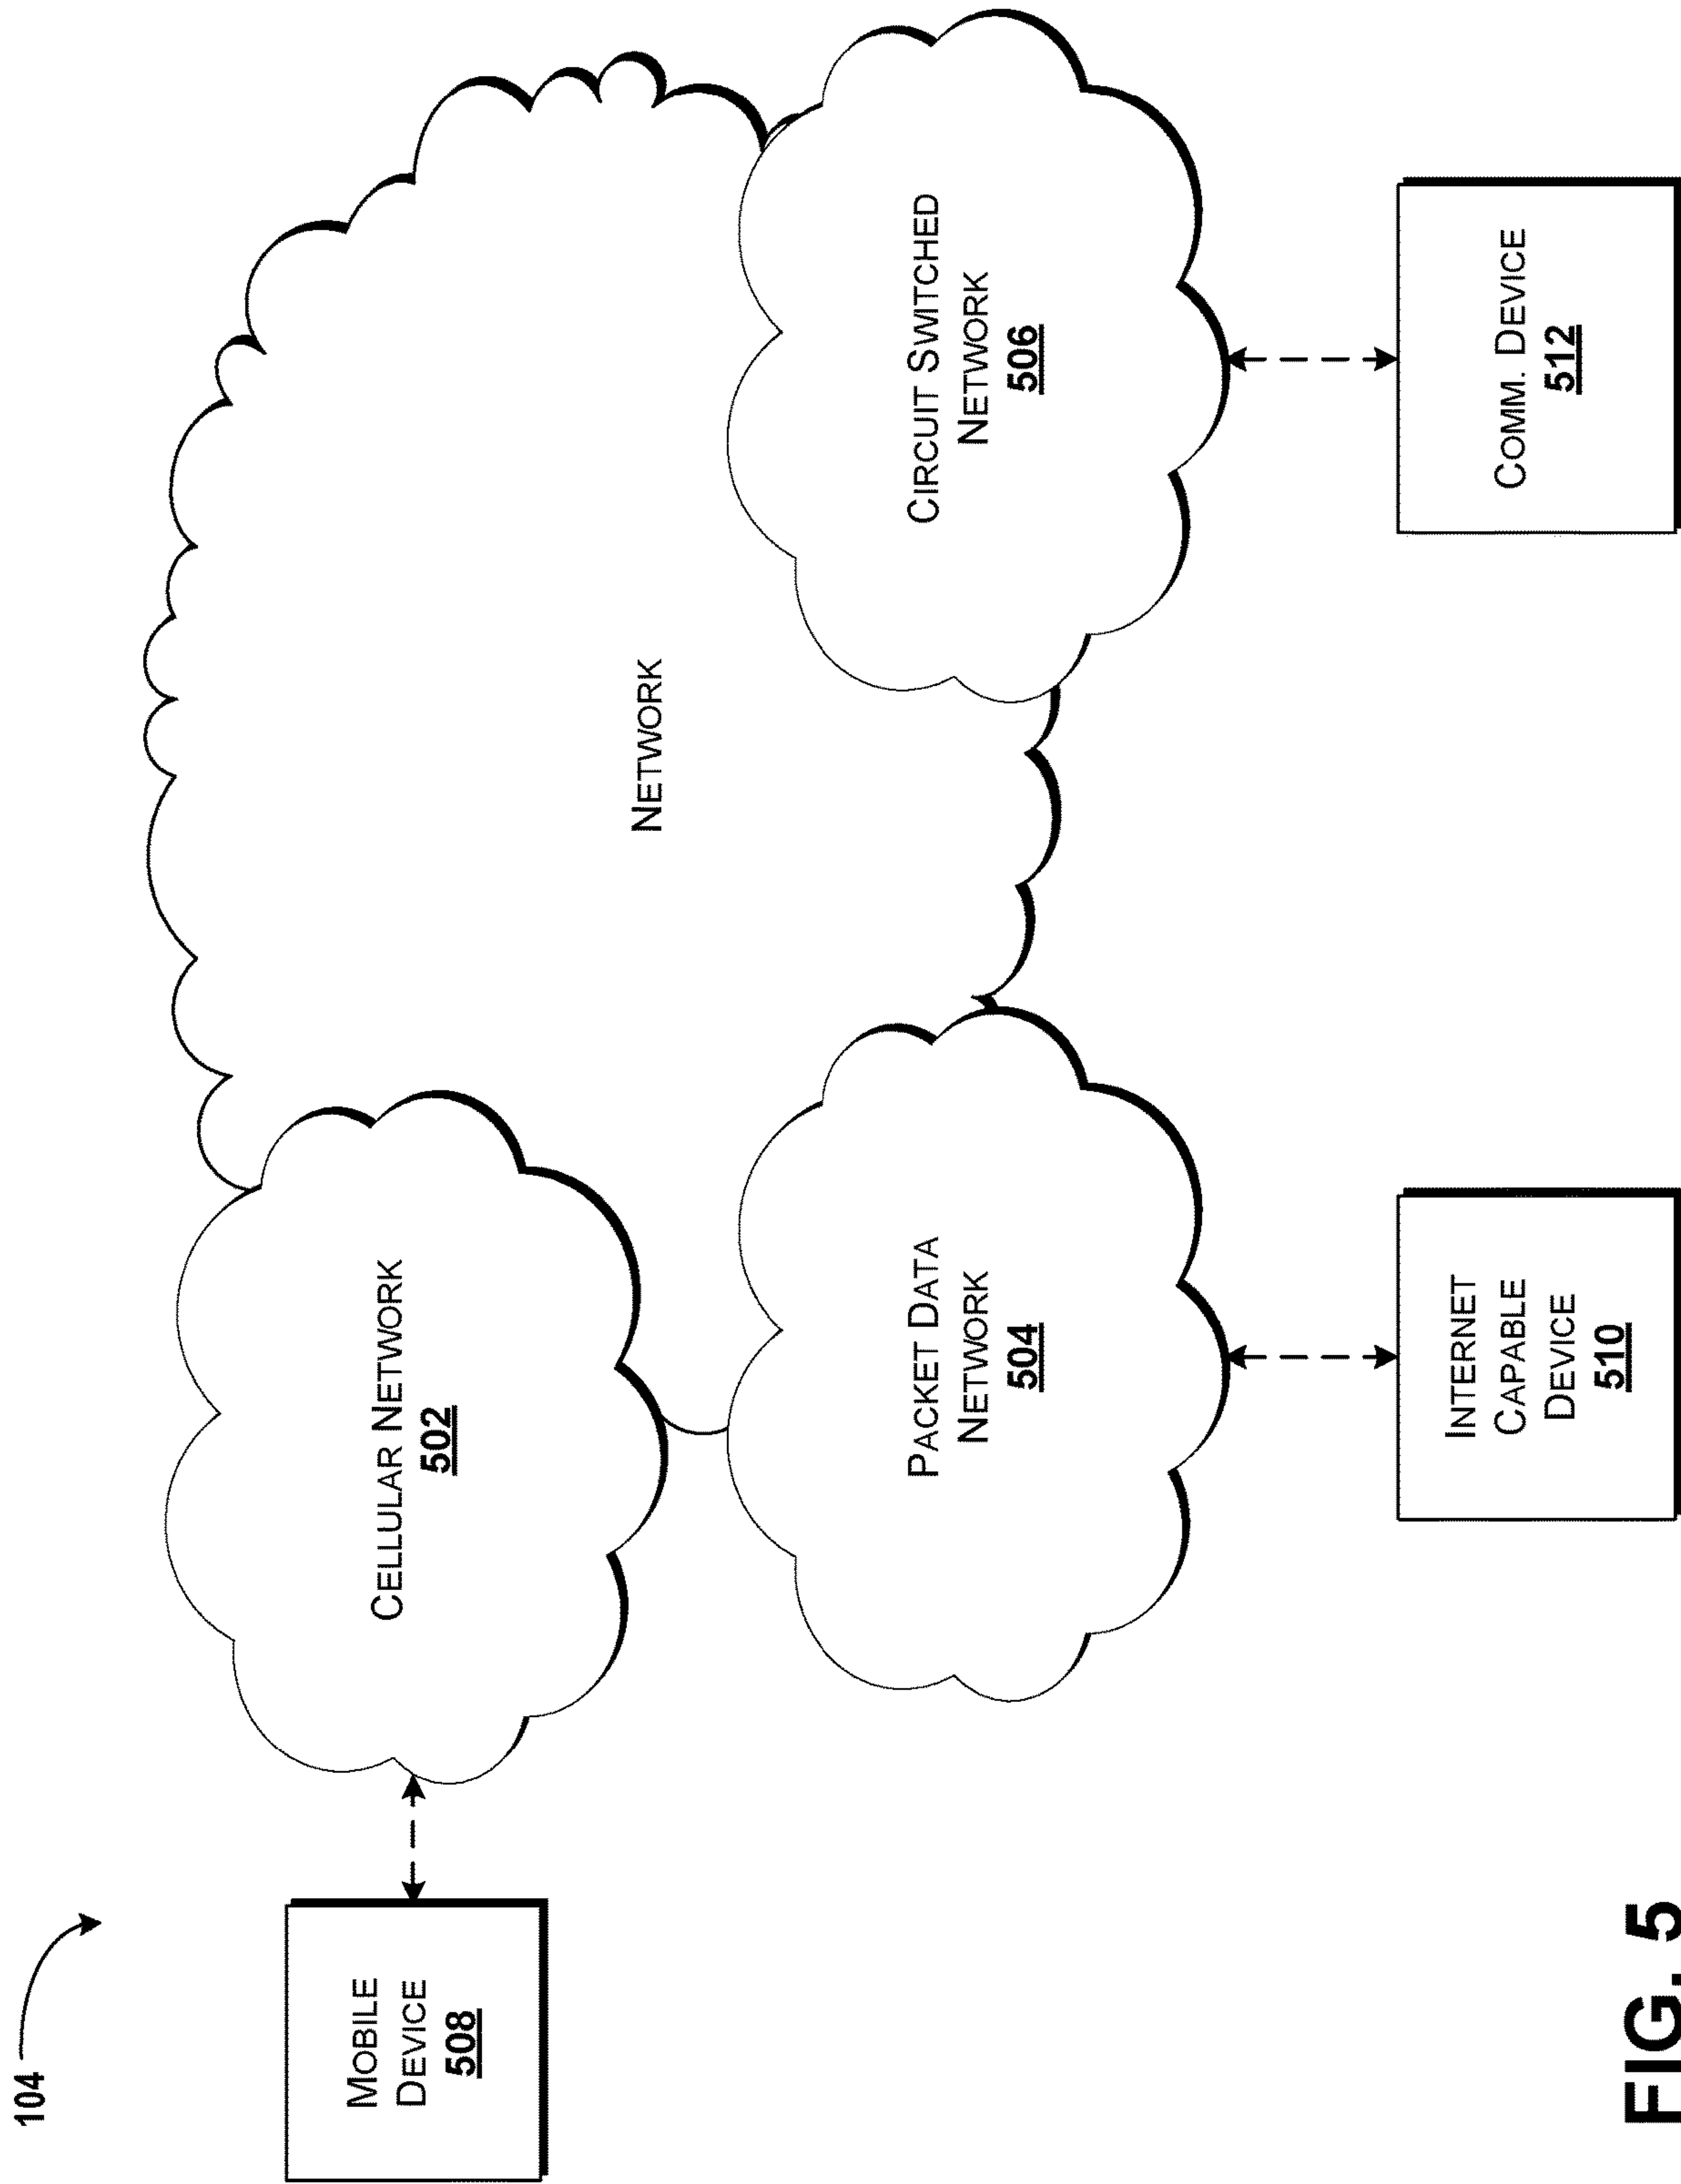 104
MOBILE
DEVICE
508
CELLULAR NETWORK
502
NETWORK
PACKET DATA
NETWORK
504
CIRCUIT SWITCHED
NETWORK
506
INTERNET
CAPABLE
DEVICE
510
COMM. DEVICE
512
FIG. 5